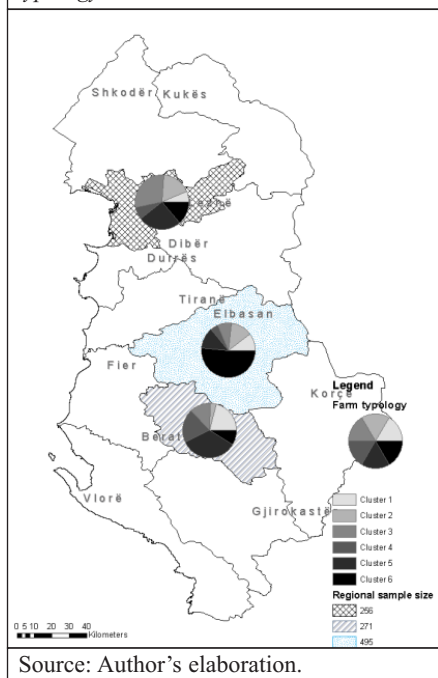 Shkodër
Kukës
Dibër
Durrës
Tiranë
Elbasan
Fier
Korçë
Berat
Vlorë
Legend
Farm typology
Cluster 1
Cluster 2
Cluster 3
Cluster 4
Cluster 5
Cluster 6
Regional sample size
256
271
495
0 5 10 20 30 40
Kilometers
Source: Author’s elaboration.